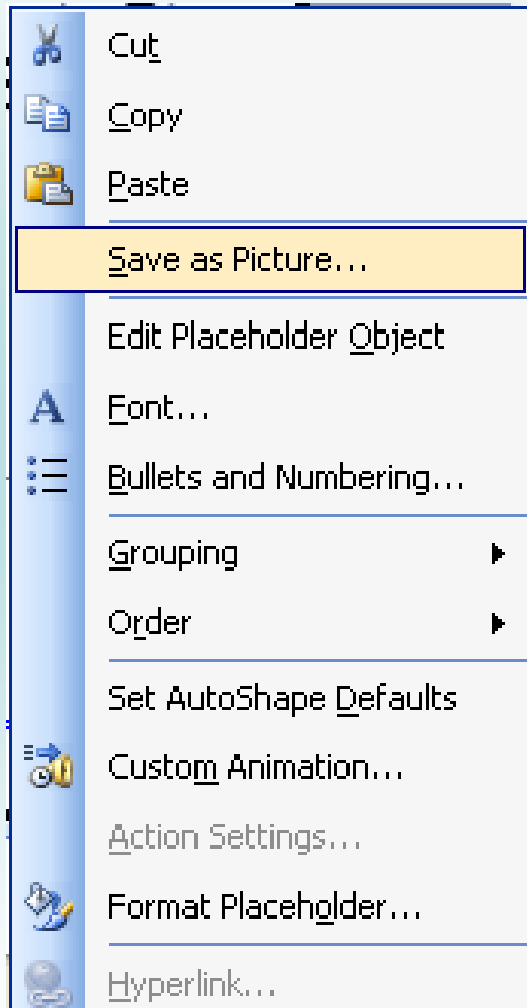 Cut
Copy
Paste
Save as Picture...
Edit Placeholder Object
Font...
Bullets and Numbering...
Grouping
Order
Set AutoShape Defaults
Custom Animation...
Action Settings...
Format Placeholder...
Hyperlink...